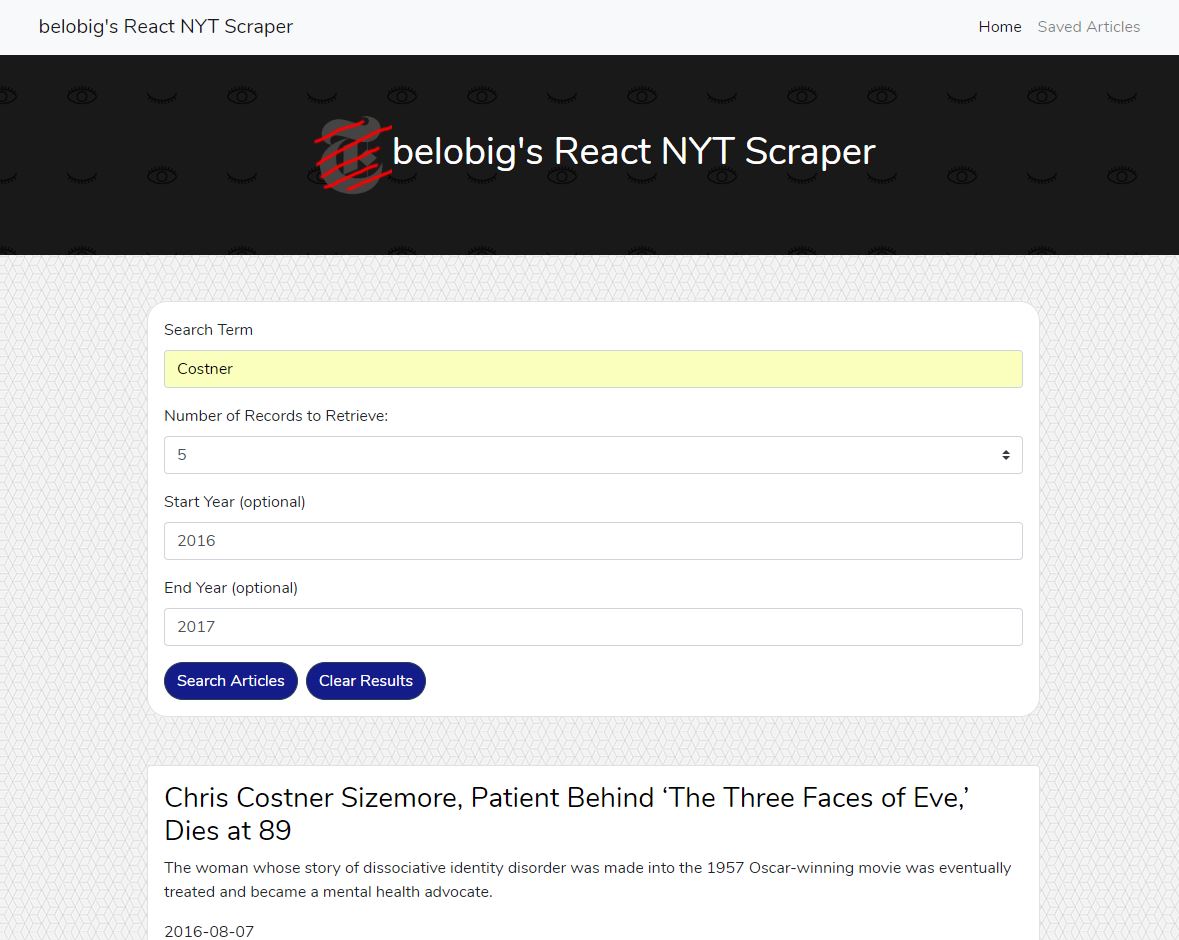 belobig's React NYT Scraper
Home Saved Articles
belobig's React NYT Scraper
Search Term
Costner
Number of Records to Retrieve:
5
Start Year (optional)
2016
End Year (optional)
2017
Search Articles Clear Results
Chris Costner Sizemore, Patient Behind ‘The Three Faces of Eve,’
Dies at 89
The woman whose story of dissociative identity disorder was made into the 1957 Oscar-winning movie was eventually
treated and became a mental health advocate.
2016-08-07